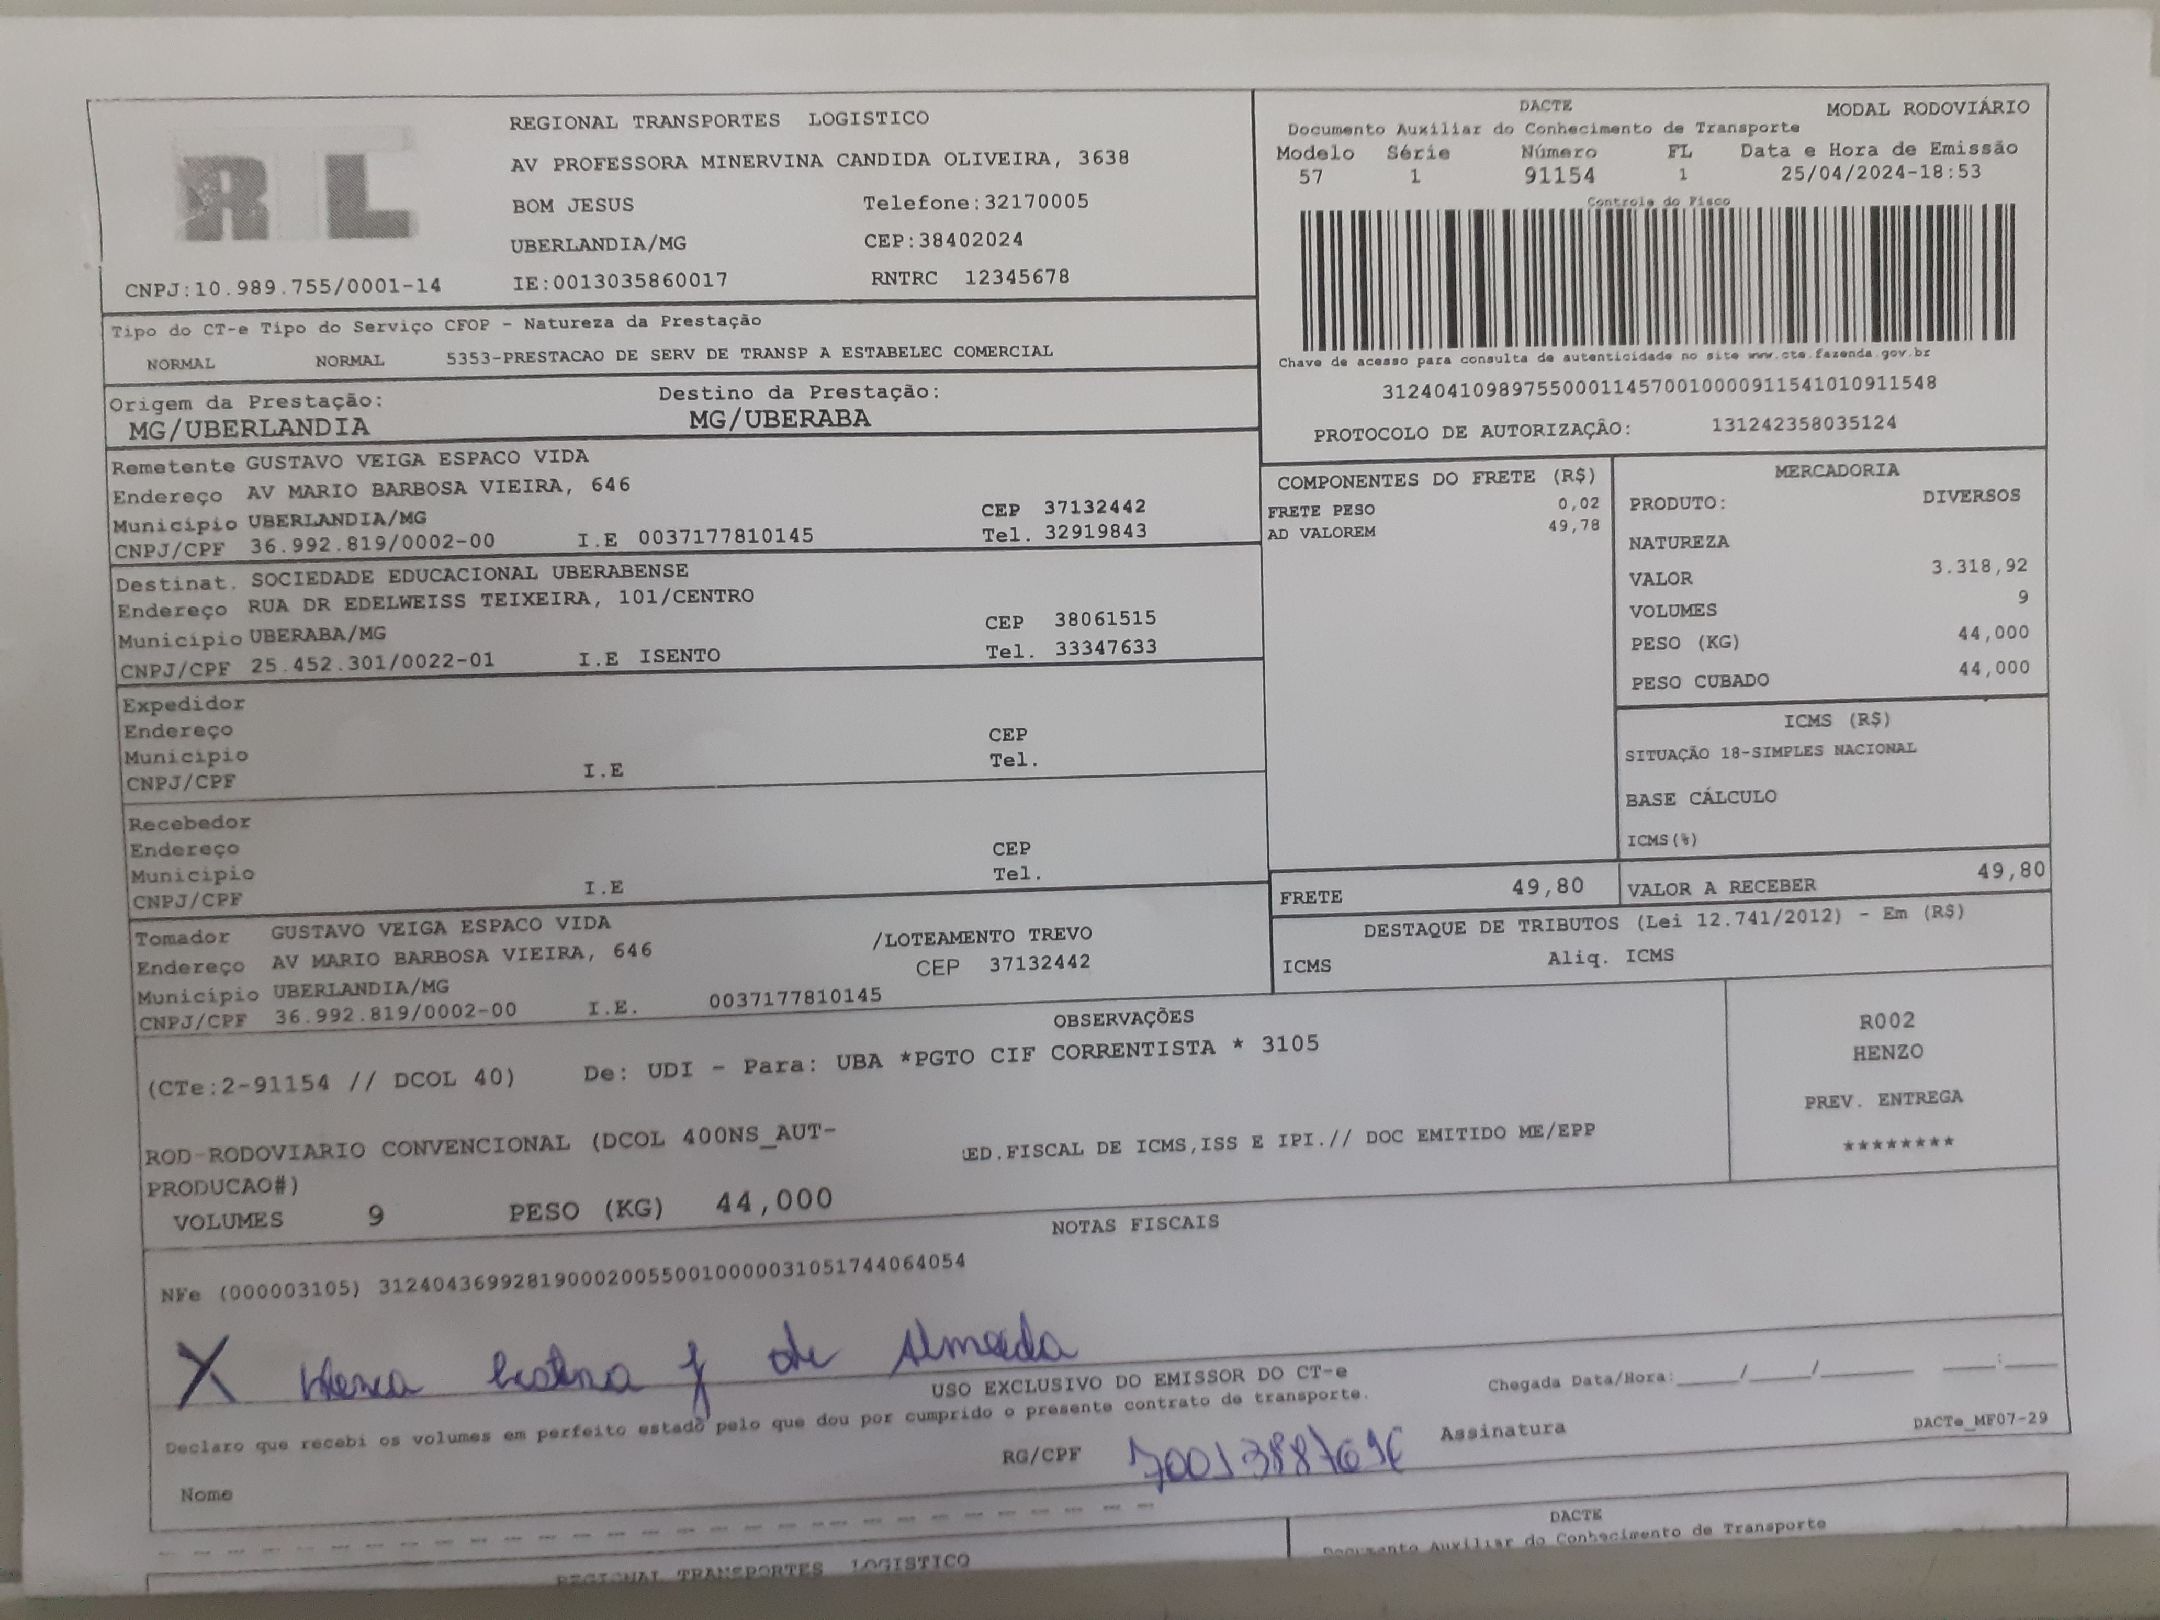 RTL
REGIONAL TRANSPORTES LOGISTICO
AV PROFESSORA MINERVINA CANDIDA OLIVEIRA, 3638
BOM JESUS Telefone:32170005
UBERLANDIA/MG CEP:38402024
CNPJ:10.989.755/0001-14 IE:0013035860017 RNTRC 12345678
DACTE MODAL RODOVIÁRIO
Documento Auxiliar do Conhecimento de Transporte
Modelo Série Número FL Data e Hora de Emissão
57 1 91154 1 25/04/2024-18:53
Controle do Fisco
Chave de acesso para consulta de autenticidade no site www.cte.fazenda.gov.br
31240410989755000114570010000911541010911548
PROTOCOLO DE AUTORIZAÇÃO: 131242358035124
Tipo do CT-e Tipo do Serviço CFOP - Natureza da Prestação
NORMAL NORMAL 5353-PRESTACAO DE SERV DE TRANSP A ESTABELEC COMERCIAL
Origem da Prestação: Destino da Prestação:
MG/UBERLANDIA MG/UBERABA
Remetente GUSTAVO VEIGA ESPACO VIDA
Endereço AV MARIO BARBOSA VIEIRA, 646
Município UBERLANDIA/MG CEP 37132442
CNPJ/CPF 36.992.819/0002-00 I.E 0037177810145 Tel. 32919843
Destinat. SOCIEDADE EDUCACIONAL UBERABENSE
Endereço RUA DR EDELWEISS TEIXEIRA, 101/CENTRO
Município UBERABA/MG CEP 38061515
CNPJ/CPF 25.452.301/0022-01 I.E ISENTO Tel. 33347633
Expedidor
Endereço
Município CEP
CNPJ/CPF I.E Tel.
Recebedor
Endereço
Município CEP
CNPJ/CPF I.E Tel.
Tomador GUSTAVO VEIGA ESPACO VIDA
Endereço AV MARIO BARBOSA VIEIRA, 646 /LOTEAMENTO TREVO
Município UBERLANDIA/MG CEP 37132442
CNPJ/CPF 36.992.819/0002-00 I.E. 0037177810145
COMPONENTES DO FRETE (R$)
FRETE PESO 0,02
AD VALOREM 49,78
MERCADORIA
PRODUTO: DIVERSOS
NATUREZA
VALOR 3.318,92
VOLUMES 9
PESO (KG) 44,000
PESO CUBADO 44,000
ICMS (R$)
SITUAÇÃO 18-SIMPLES NACIONAL
BASE CÁLCULO
ICMS(%)
FRETE 49,80 VALOR A RECEBER 49,80
DESTAQUE DE TRIBUTOS (Lei 12.741/2012) - Em (R$)
ICMS Aliq. ICMS
OBSERVAÇÕES
(CTe:2-91154 // DCOL 40) De: UDI - Para: UBA *PGTO CIF CORRENTISTA * 3105
ROD-RODOVIARIO CONVENCIONAL (DCOL 400NS_AUT-
PRODUCAO#)
ED.FISCAL DE ICMS,ISS E IPI.// DOC EMITIDO ME/EPP
R002
HENZO
PREV. ENTREGA
********
VOLUMES 9 PESO (KG) 44,000
NOTAS FISCAIS
NFe (000003105) 31240436992819000200550010000031051744064054
X de Almeida
USO EXCLUSIVO DO EMISSOR DO CT-e
Declaro que recebi os volumes em perfeito estado pelo que dou por cumprido o presente contrato de transporte.
Chegada Data/Hora:_____/_____/________ _____:_____
Nome RG/CPF Assinatura
DACTe_MF07-29
REGIONAL TRANSPORTES LOGISTICO
DACTE
Documento Auxiliar do Conhecimento de Transporte